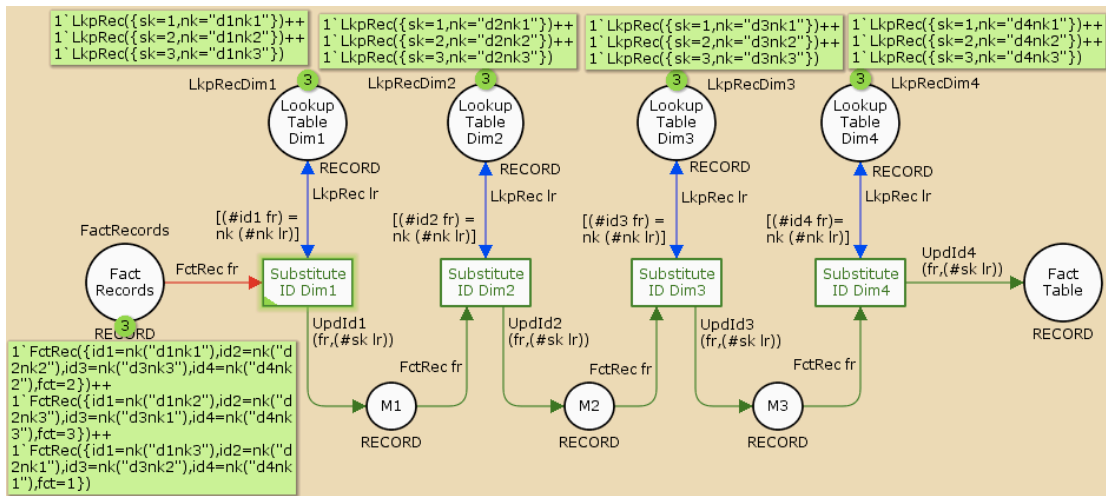 1`LkpRec({sk=1,nk="d1nk1"})++
1`LkpRec({sk=2,nk="d1nk2"})++
1`LkpRec({sk=3,nk="d1nk3"})
1`LkpRec({sk=1,nk="d2nk1"})++
1`LkpRec({sk=2,nk="d2nk2"})++
1`LkpRec({sk=3,nk="d2nk3"})
1`LkpRec({sk=1,nk="d3nk1"})++
1`LkpRec({sk=2,nk="d3nk2"})++
1`LkpRec({sk=3,nk="d3nk3"})
1`LkpRec({sk=1,nk="d4nk1"})++
1`LkpRec({sk=2,nk="d4nk2"})++
1`LkpRec({sk=3,nk="d4nk3"})
LkpRecDim1
3
Lookup
Table
Dim1
RECORD
LkpRec lr
[(#id1 fr) =
nk (#nk lr)]
LkpRecDim2
3
Lookup
Table
Dim2
RECORD
LkpRec lr
[(#id2 fr) =
nk (#nk lr)]
3
LkpRecDim3
Lookup
Table
Dim3
RECORD
LkpRec lr
[(#id3 fr) =
nk (#nk lr)]
3
LkpRecDim4
Lookup
Table
Dim4
RECORD
LkpRec lr
[(#id4 fr)=
nk (#nk lr)]
FactRecords
Fact
Records
RECORD
3
FctRec fr
Substitute
ID Dim1
UpdId1
(fr,(#sk lr))
M1
RECORD
FctRec fr
Substitute
ID Dim2
UpdId2
(fr,(#sk lr))
M2
RECORD
FctRec fr
Substitute
ID Dim3
UpdId3
(fr,(#sk lr))
M3
RECORD
FctRec fr
Substitute
ID Dim4
UpdId4
(fr,(#sk lr))
Fact
Table
RECORD
1`FctRec({id1=nk("d1nk1"),id2=nk("d
2nk2"),id3=nk("d3nk3"),id4=nk("d4nk
2"),fct=2})++
1`FctRec({id1=nk("d1nk2"),id2=nk("d
2nk3"),id3=nk("d3nk1"),id4=nk("d4nk
3"),fct=3})++
1`FctRec({id1=nk("d1nk3"),id2=nk("d
2nk1"),id3=nk("d3nk2"),id4=nk("d4nk
1"),fct=1})